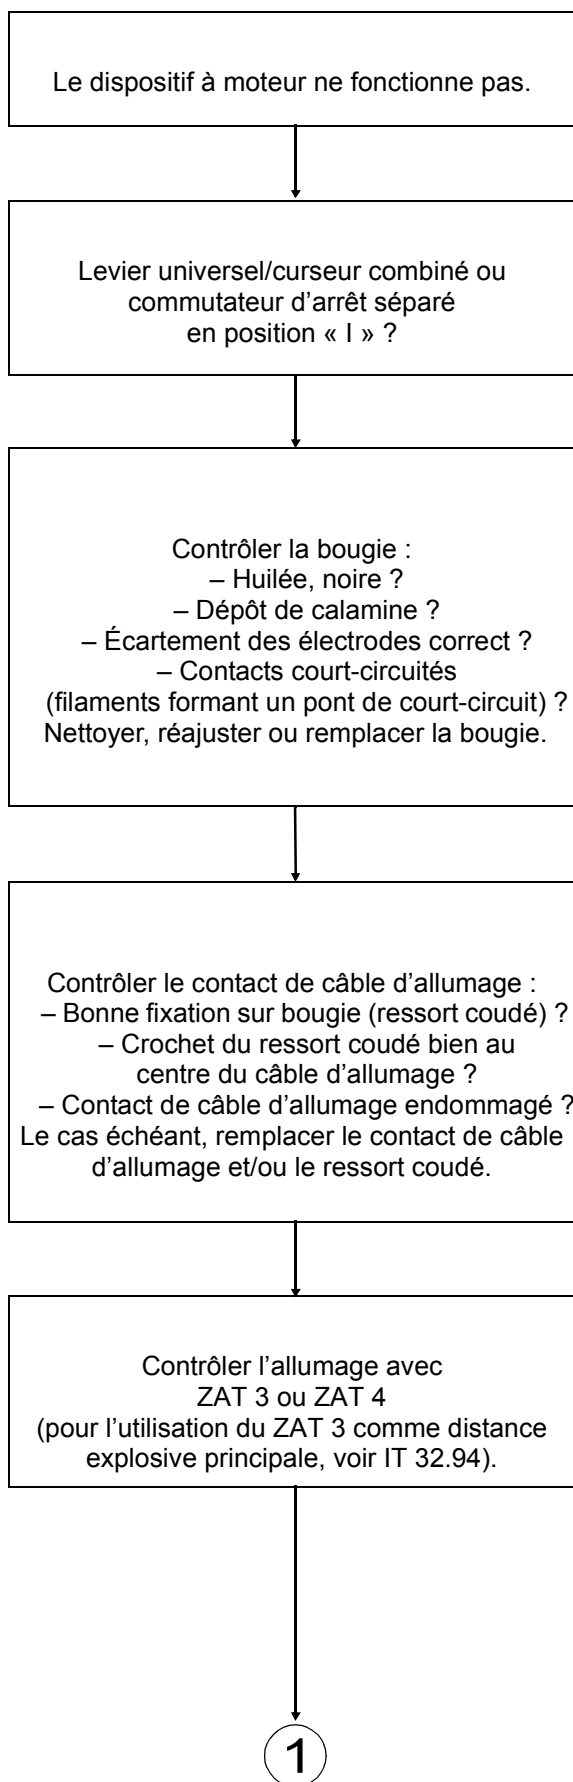 Le dispositif à moteur ne fonctionne pas.
Levier universel/curseur combiné ou
commutateur d’arrêt séparé
en position « I » ?
Contrôler la bougie :
– Huilée, noire ?
– Dépôt de calamine ?
– Écartement des électrodes correct ?
– Contacts court-circuités
(filaments formant un pont de court-circuit) ?
Nettoyer, réajuster ou remplacer la bougie.
Contrôler le contact de câble d’allumage :
– Bonne fixation sur bougie (ressort coudé) ?
– Crochet du ressort coudé bien au
centre du câble d’allumage ?
– Contact de câble d’allumage endommagé ?
Le cas échéant, remplacer le contact de câble
d’allumage et/ou le ressort coudé.
Contrôler l’allumage avec
ZAT 3 ou ZAT 4
(pour l’utilisation du ZAT 3 comme distance
explosive principale, voir IT 32.94).
1